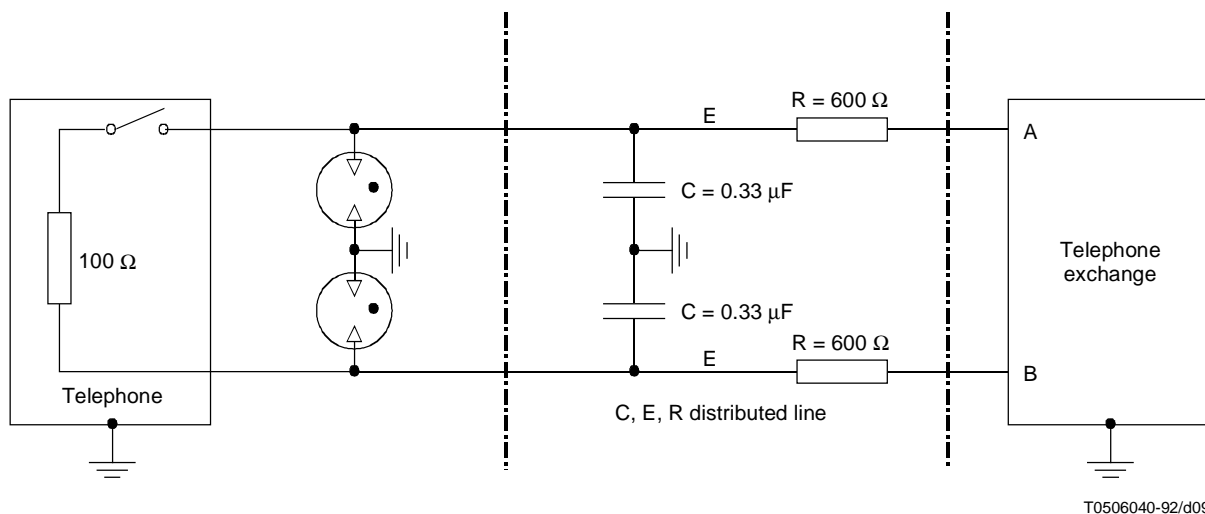 R = 600 Ω
E
A
C = 0.33 μF
100 Ω
Telephone
exchange
C = 0.33 μF
R = 600 Ω
E
B
Telephone
C, E, R distributed line
T0506040-92/d09